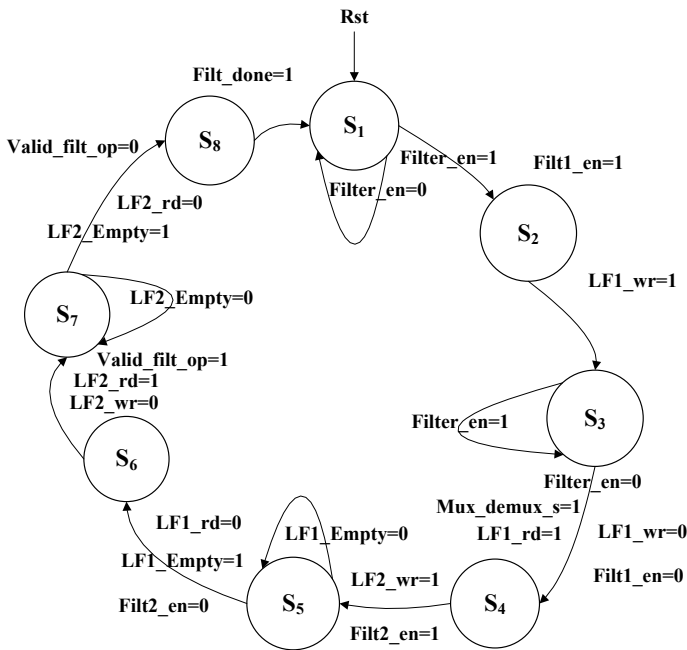 Rst
Filt_done=1
S1
Filter_en=1
Filt1_en=1
Valid_filt_op=0
S8
Filter_en=0
LF2_rd=0
LF2_Empty=1
S2
LF1_wr=1
S7
LF2_Empty=0
Valid_filt_op=1
LF2_rd=1
LF2_wr=0
Filter_en=1
S3
S6
Filter_en=0
Mux_demux_s=1
LF1_rd=1
LF1_wr=0
Filt1_en=0
LF1_rd=0
LF1_Empty=0
LF1_Empty=1
LF2_wr=1
Filt2_en=0
S5
S4
Filt2_en=1